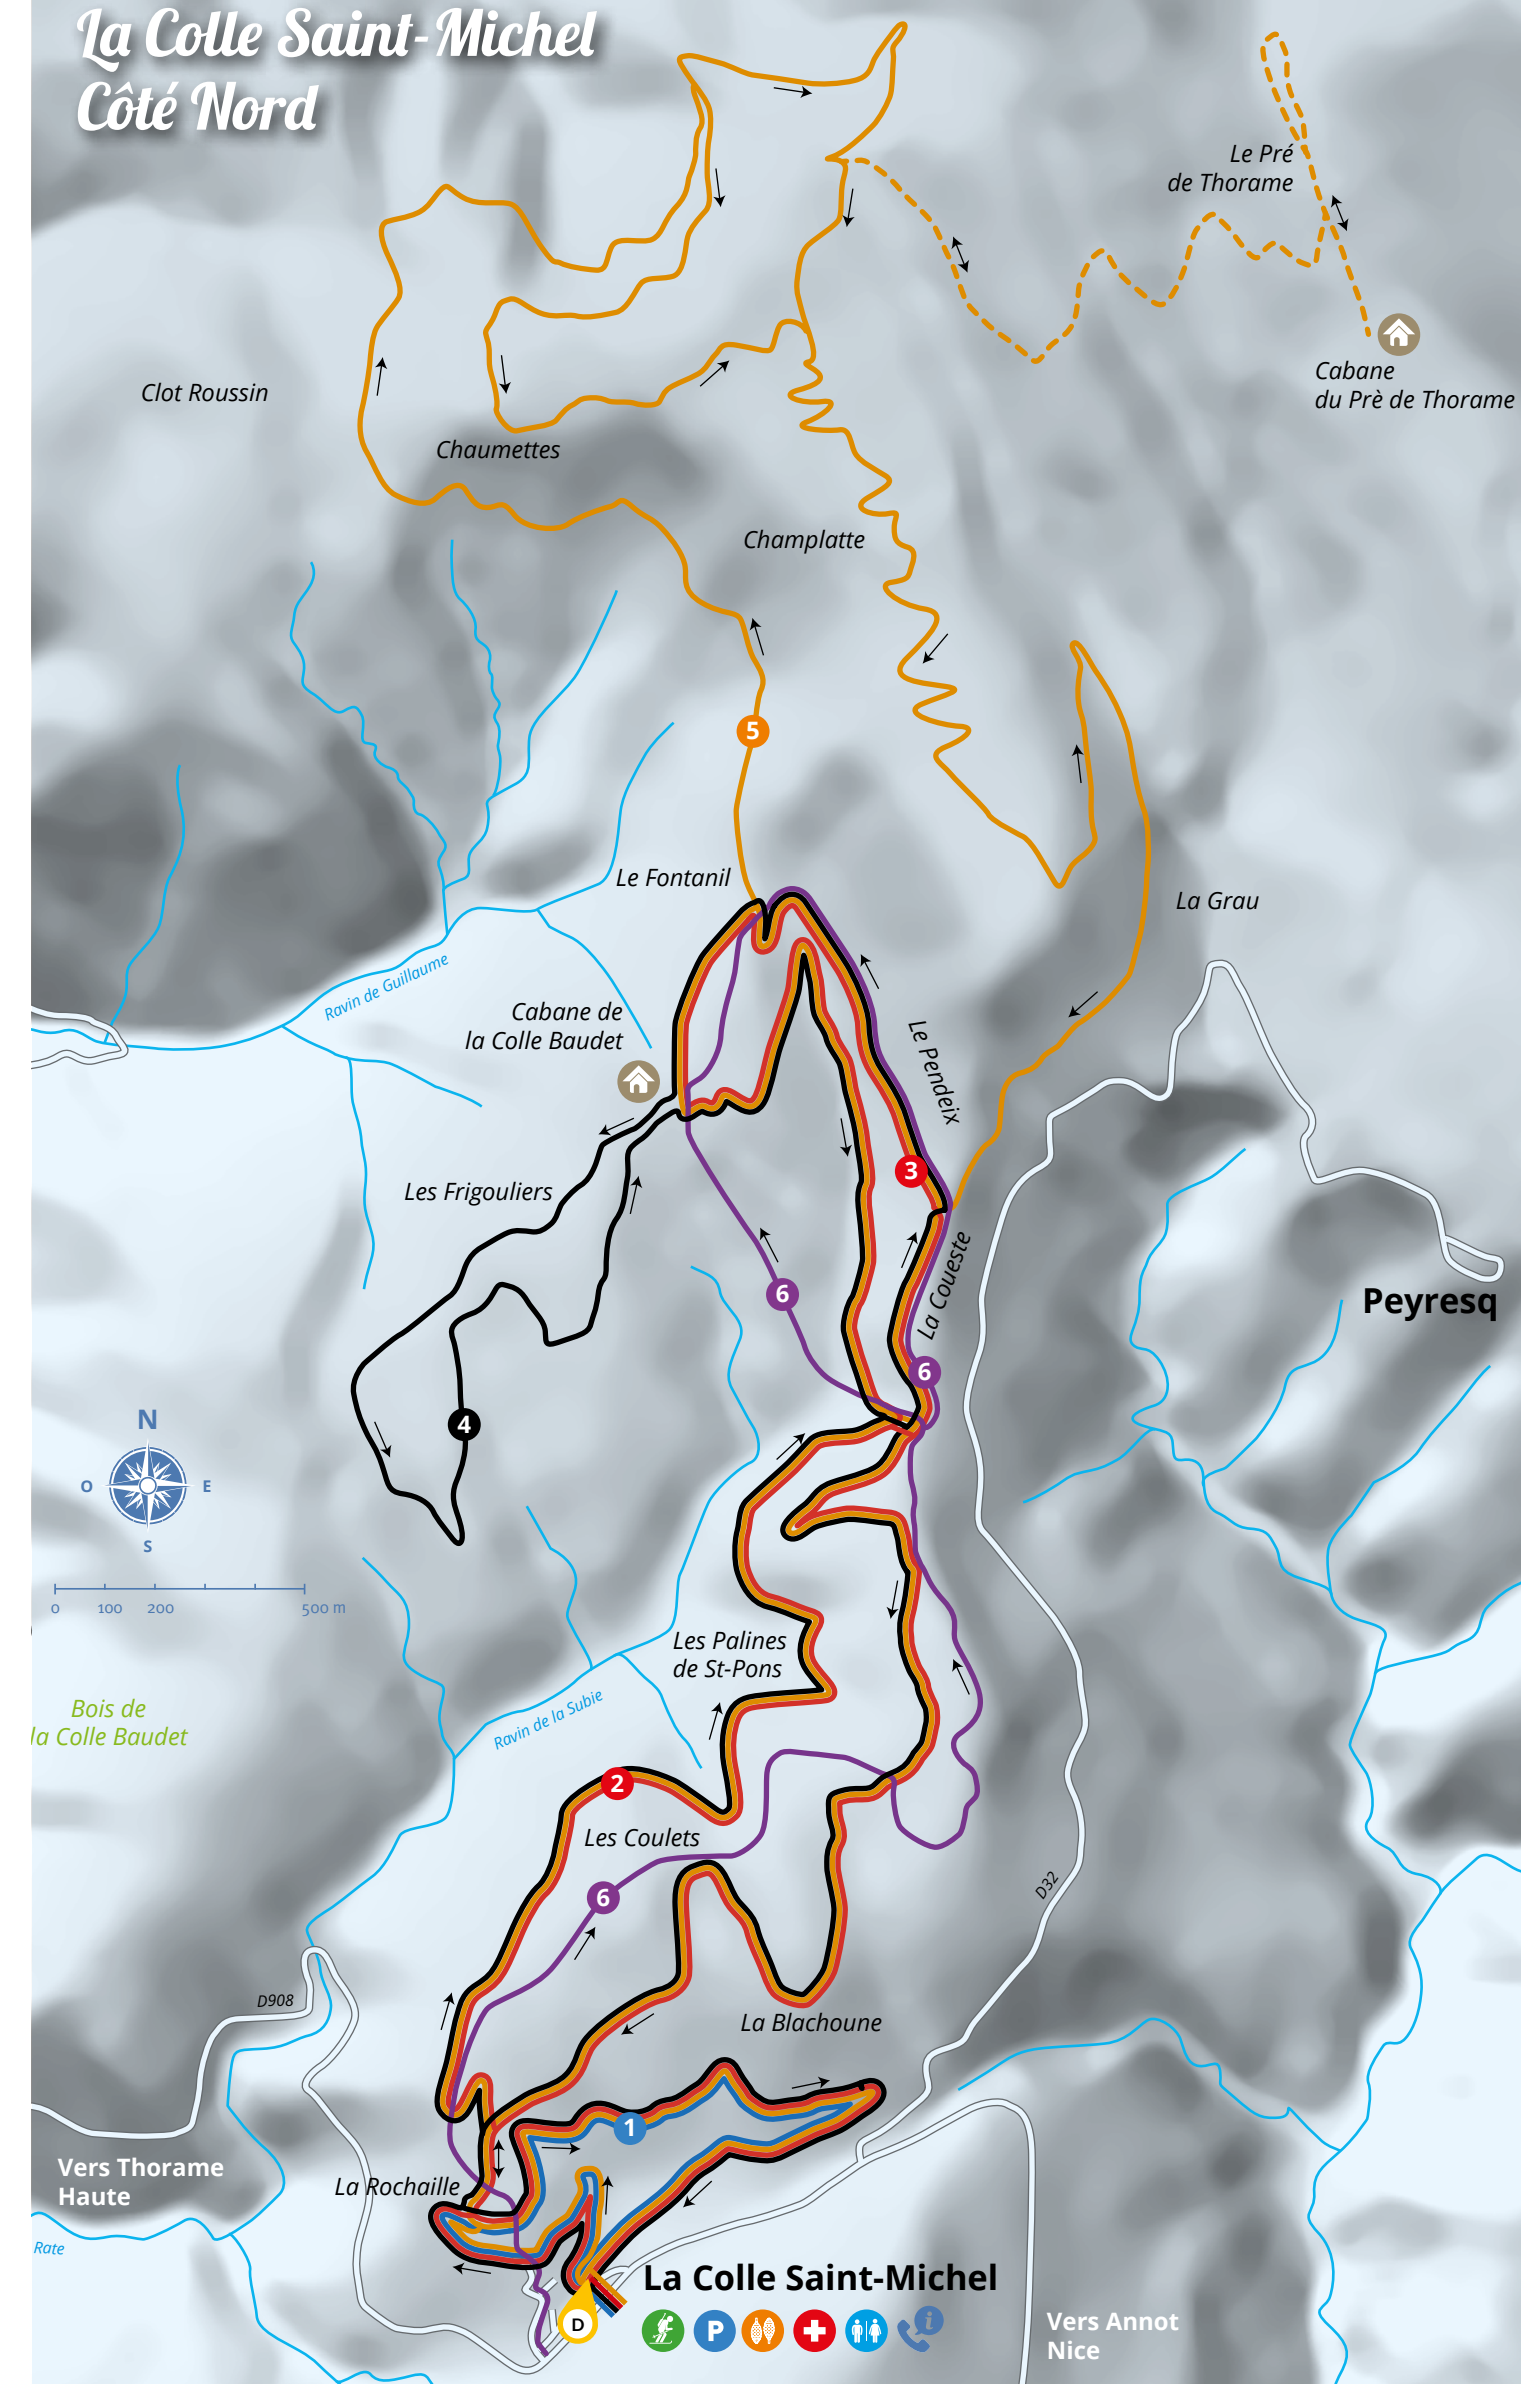 La Colle Saint-Michel
Côté Nord
Le Pré
de Thorame
Cabane
du Prè de Thorame
Clot Roussin
Chaumettes
Champlatte
5
Le Fontanil
La Grau
Ravin de Guillaume
Cabane de
la Colle Baudet
Le Pendeix
3
Les Frigouliers
La Coueste
6
Peyresq
6
4
N
O
E
S
0 100 200 500 m
Les Palines
de St-Pons
Bois de
la Colle Baudet
Ravin de la Subie
2
Les Coulets
6
D32
D908
La Blachoune
1
Vers Thorame
Haute
La Rochaille
Rate
La Colle Saint-Michel
D
P
i
Vers Annot
Nice